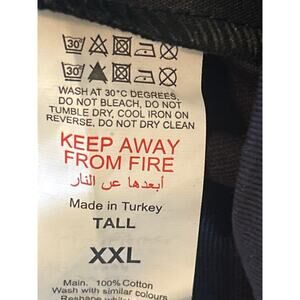 30
30
WASH AT 30°C DEGREES,
DO NOT BLEACH, DO NOT
TUMBLE DRY, COOL IRON ON
REVERSE, DO NOT DRY CLEAN
KEEP AWAY
FROM FIRE
أبعدها عن النار
Made in Turkey
TALL
XXL
Main. 100% Cotton
Wash with similar colours
Reshape whilst